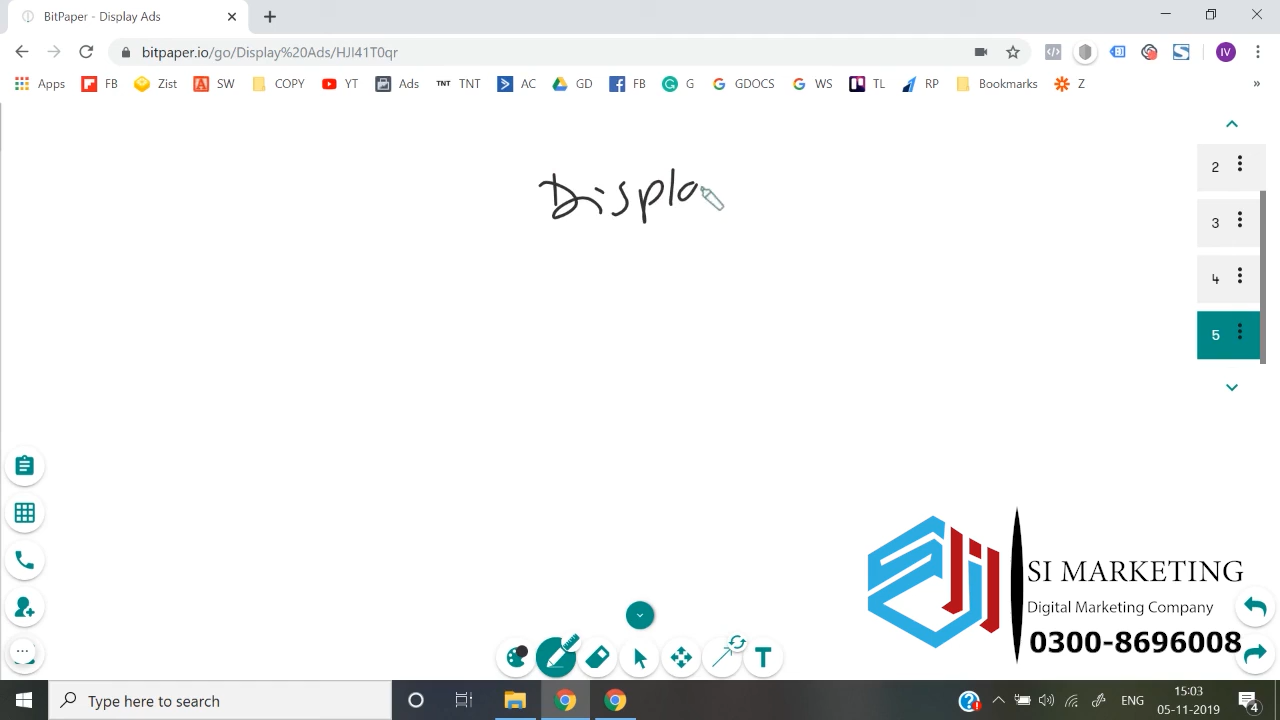 BitPaper - Display Ads
bitpaper.io/go/Display%20Ads/HJl41T0qr
IV
Apps FB Zist SW COPY YT Ads TNT TNT AC GD FB G GDOCS WS TL RP Bookmarks Z »
Displa
2
3
4
5
SI MARKETING
Digital Marketing Company
0300-8696008
T
Type here to search
ENG
15:03
05-11-2019
4